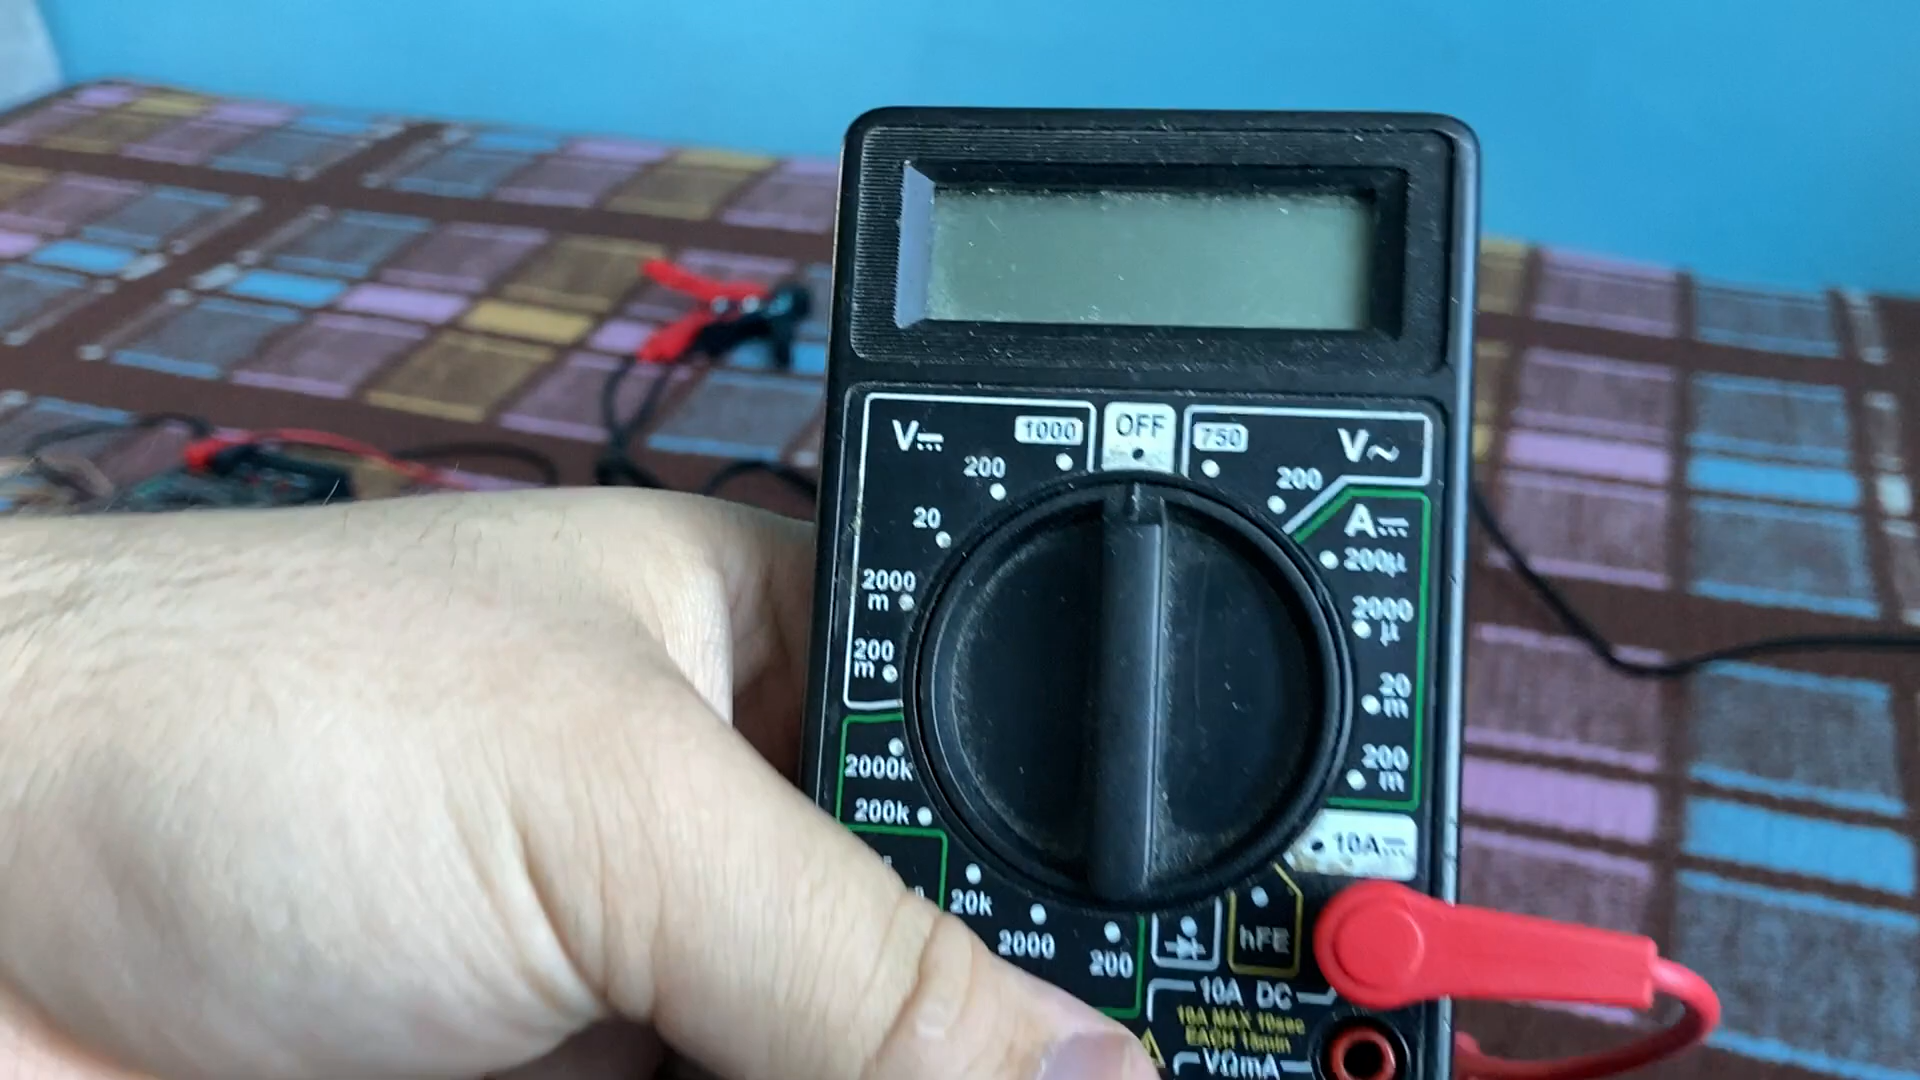 V⎓
1000
OFF
750
V~
200
200
20
A⎓
200µ
2000
m
2000
µ
200
m
20
m
2000k
200
m
200k
10A⎓
20k
2000
200
hFE
10A DC
10A MAX 10sec
EACH 15min
VΩmA